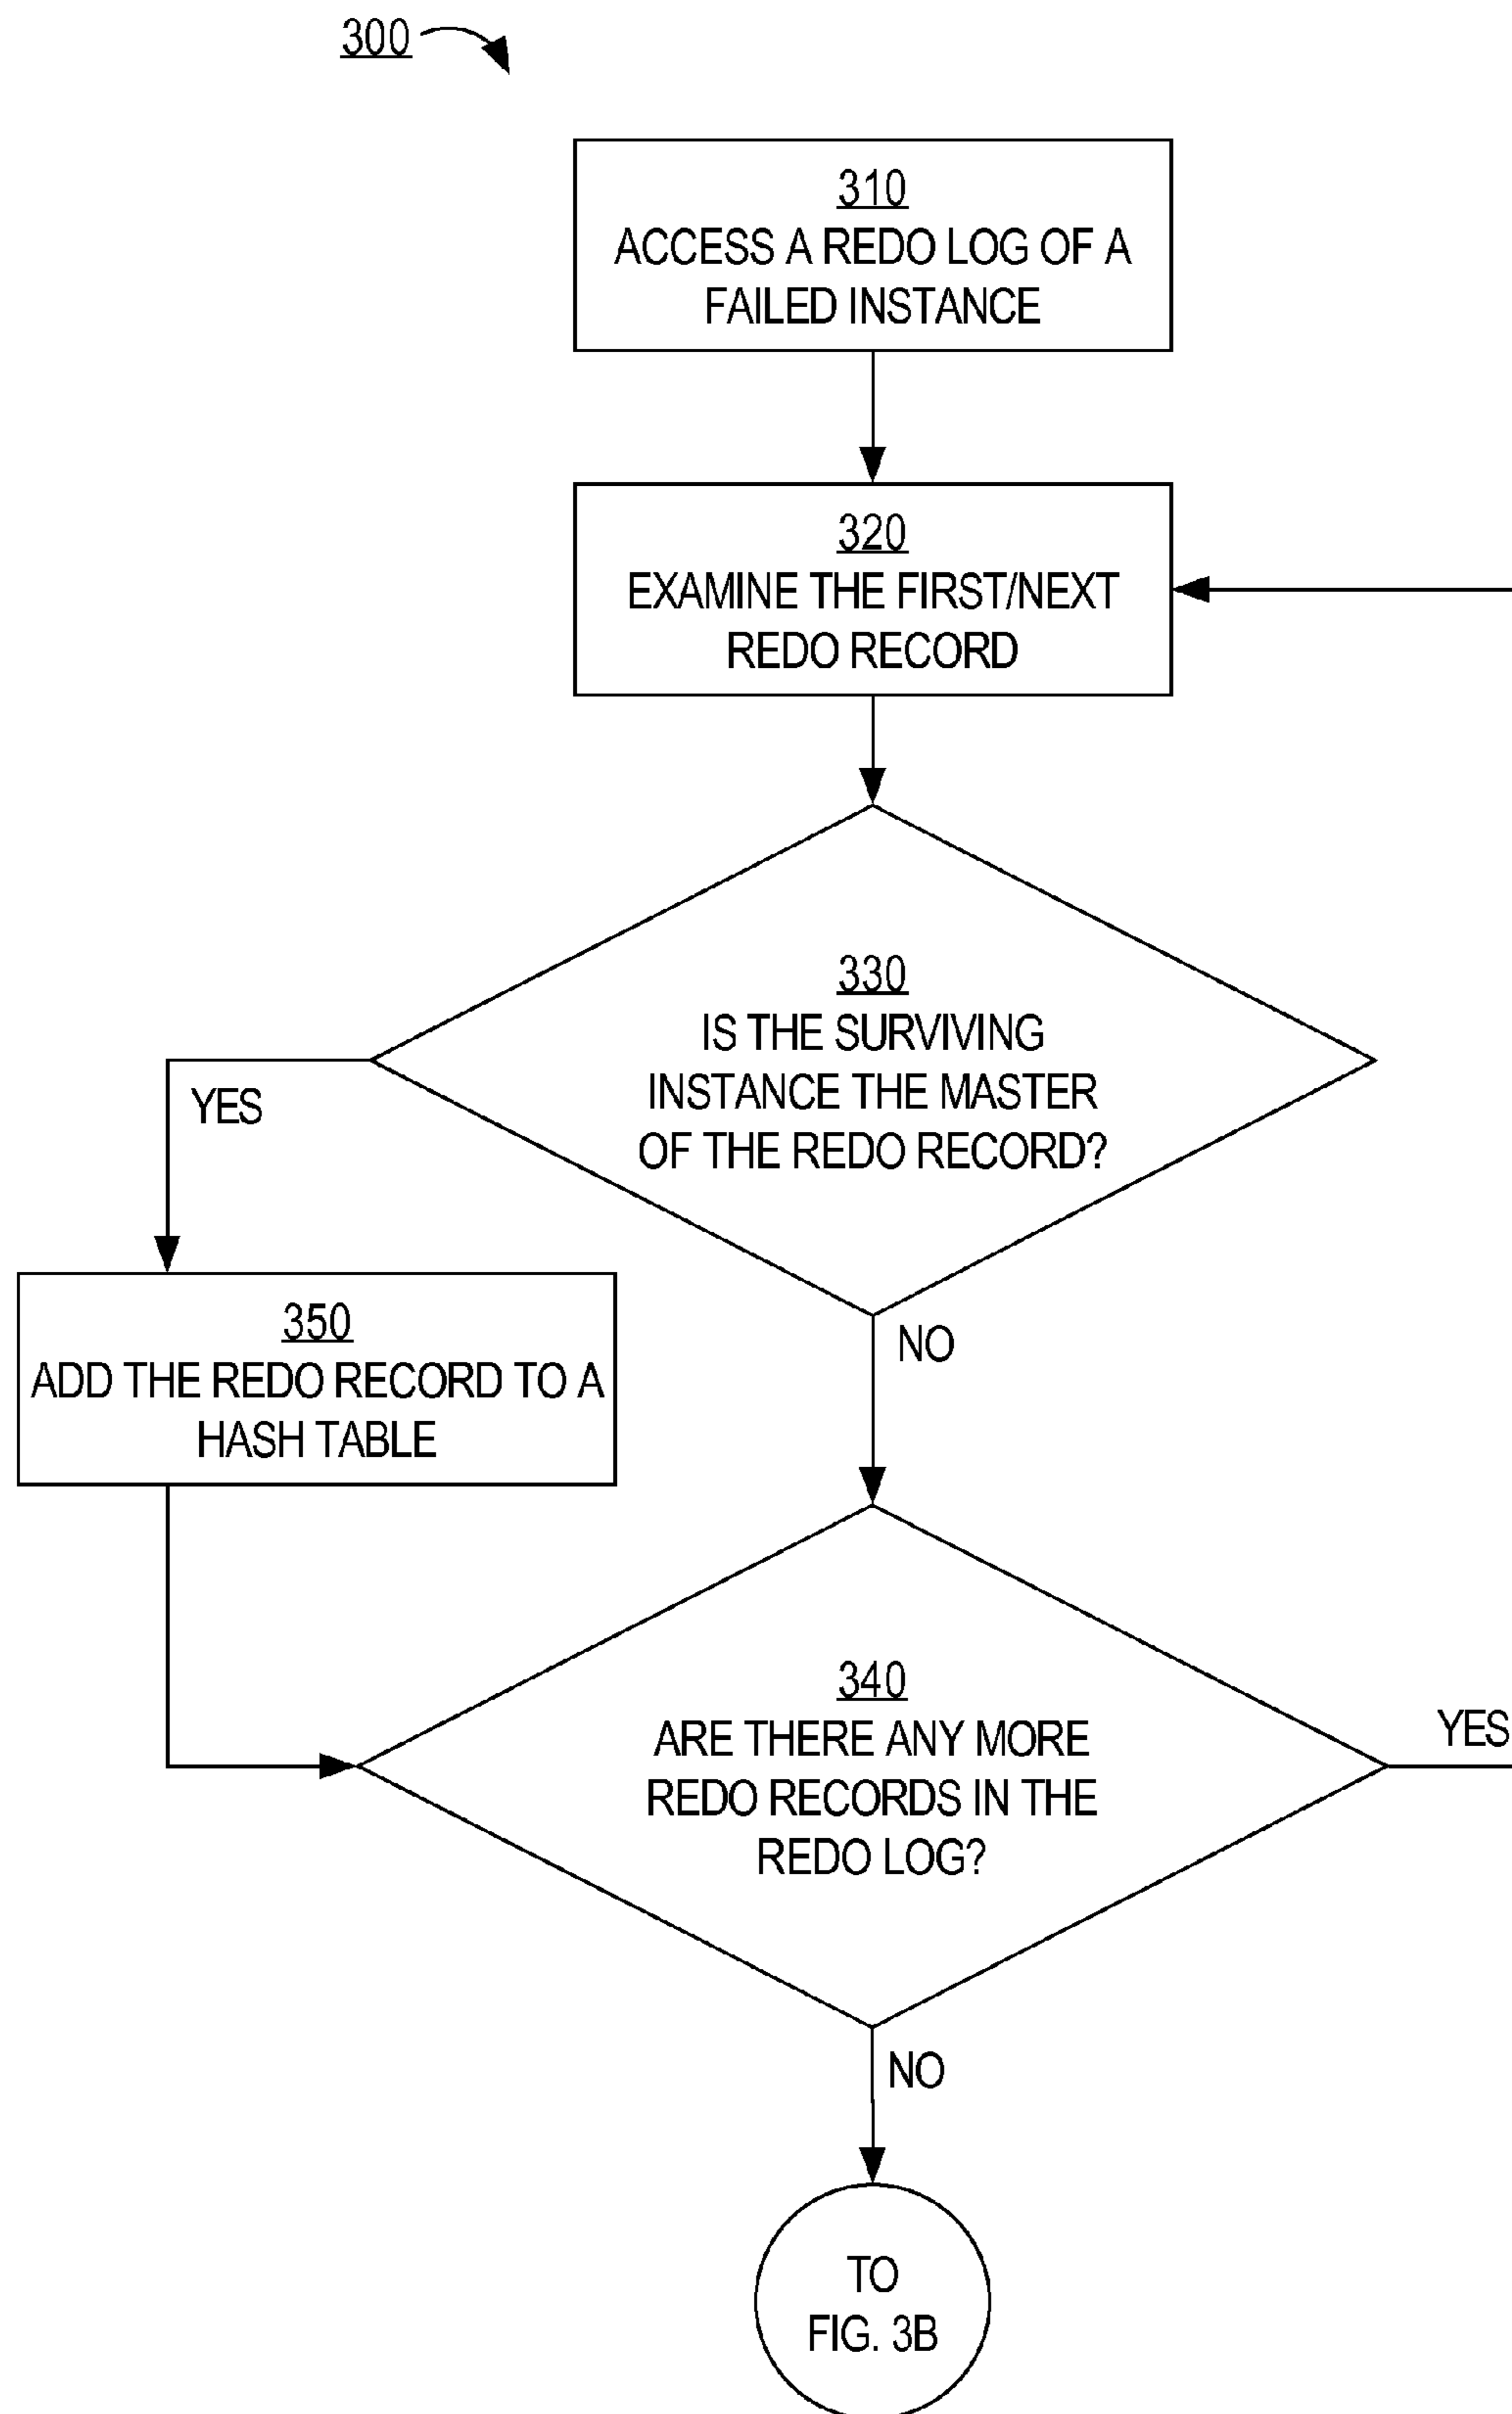 300
310
ACCESS A REDO LOG OF A
FAILED INSTANCE
320
EXAMINE THE FIRST/NEXT
REDO RECORD
330
IS THE SURVIVING
INSTANCE THE MASTER
OF THE REDO RECORD?
YES
NO
350
ADD THE REDO RECORD TO A
HASH TABLE
340
ARE THERE ANY MORE
REDO RECORDS IN THE
REDO LOG?
YES
NO
TO
FIG. 3B